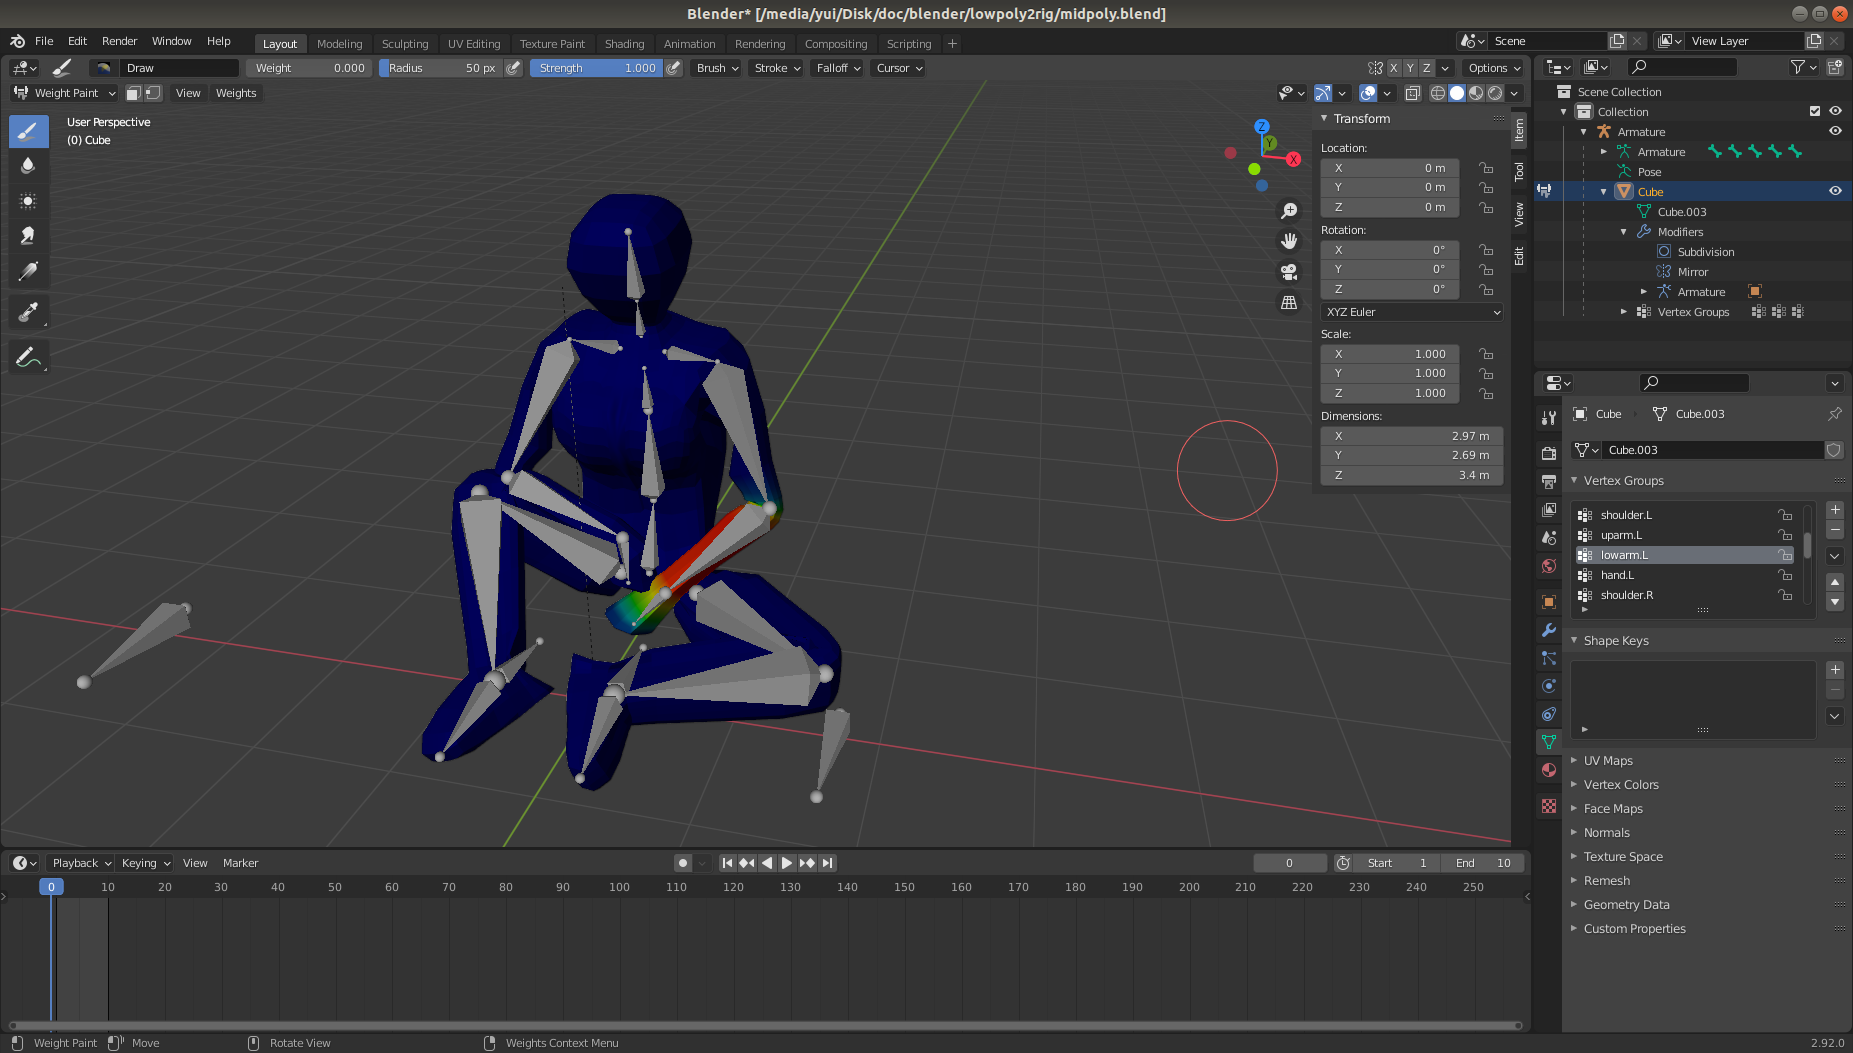 Blender* [/media/yui/Disk/doc/blender/lowpoly2rig/midpoly.blend]
File Edit Render Window Help Layout Modeling Sculpting UV Editing Texture Paint Shading Animation Rendering Compositing Scripting + Scene View Layer
Draw Weight 0.000 Radius 50 px Strength 1.000 Brush Stroke Falloff Cursor X Y Z Options
Weight Paint View Weights
User Perspective
(0) Cube
Z
Y
X
Transform
Location:
X 0 m
Y 0 m
Z 0 m
Rotation:
X 0°
Y 0°
Z 0°
XYZ Euler
Scale:
X 1.000
Y 1.000
Z 1.000
Dimensions:
X 2.97 m
Y 2.69 m
Z 3.4 m
Item
Tool
View
Edit
Scene Collection
Collection
Armature
Armature
Pose
Cube
Cube.003
Modifiers
Subdivision
Mirror
Armature
Vertex Groups
Cube Cube.003
Cube.003
Vertex Groups
shoulder.L
uparm.L
lowarm.L
hand.L
shoulder.R
Shape Keys
UV Maps
Vertex Colors
Face Maps
Normals
Texture Space
Remesh
Geometry Data
Custom Properties
Playback Keying View Marker 0 Start 1 End 10
0 10 20 30 40 50 60 70 80 90 100 110 120 130 140 150 160 170 180 190 200 210 220 230 240 250
Weight Paint Move Rotate View Weights Context Menu 2.92.0